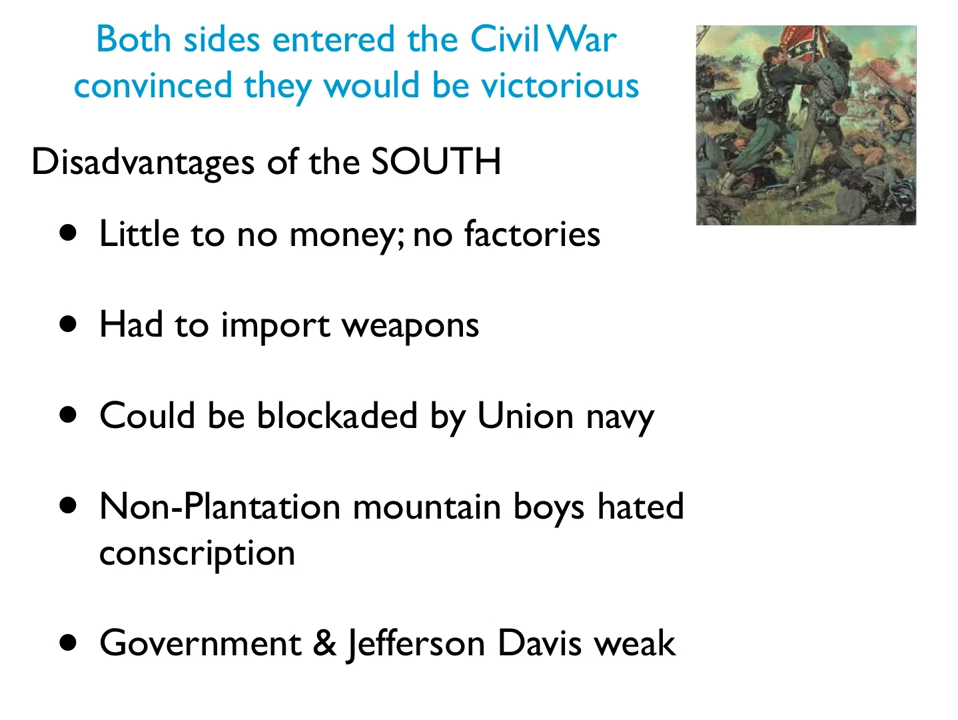 Both sides entered the Civil War
convinced they would be victorious
Disadvantages of the SOUTH
• Little to no money; no factories
• Had to import weapons
• Could be blockaded by Union navy
• Non-Plantation mountain boys hated
conscription
• Government & Jefferson Davis weak